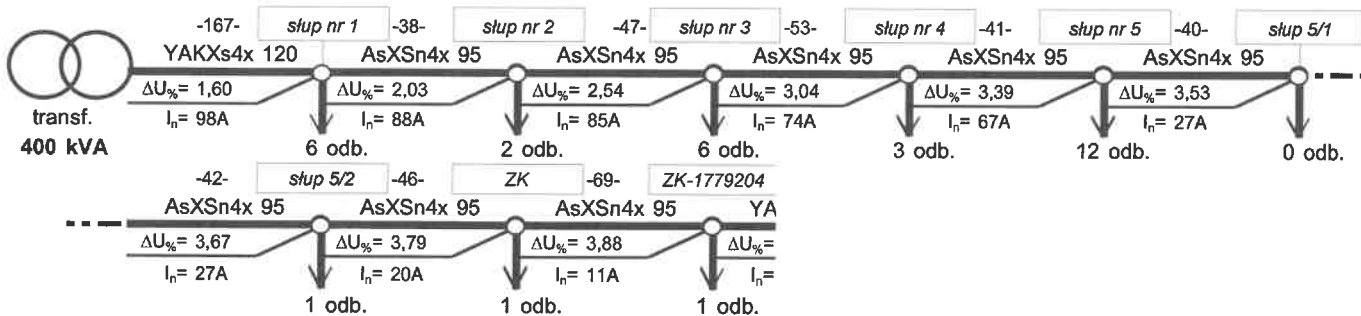 -167- słup nr 1 -38- słup nr 2 -47- słup nr 3 -53- słup nr 4 -41- słup nr 5 -40- słup 5/1
YAKXs4x 120 AsXSn4x 95 AsXSn4x 95 AsXSn4x 95 AsXSn4x 95 AsXSn4x 95
ΔU%= 1,60 ΔU%= 2,03 ΔU%= 2,54 ΔU%= 3,04 ΔU%= 3,39 ΔU%= 3,53
transf. In= 98A In= 88A In= 85A In= 74A In= 67A In= 27A
400 kVA 6 odb. 2 odb. 6 odb. 3 odb. 12 odb. 0 odb.
-42- słup 5/2 -46- ZK -69- ZK-1779204
AsXSn4x 95 AsXSn4x 95 AsXSn4x 95 YA
ΔU%= 3,67 ΔU%= 3,79 ΔU%= 3,88 ΔU%=
In= 27A In= 20A In= 11A In=
1 odb. 1 odb. 1 odb.